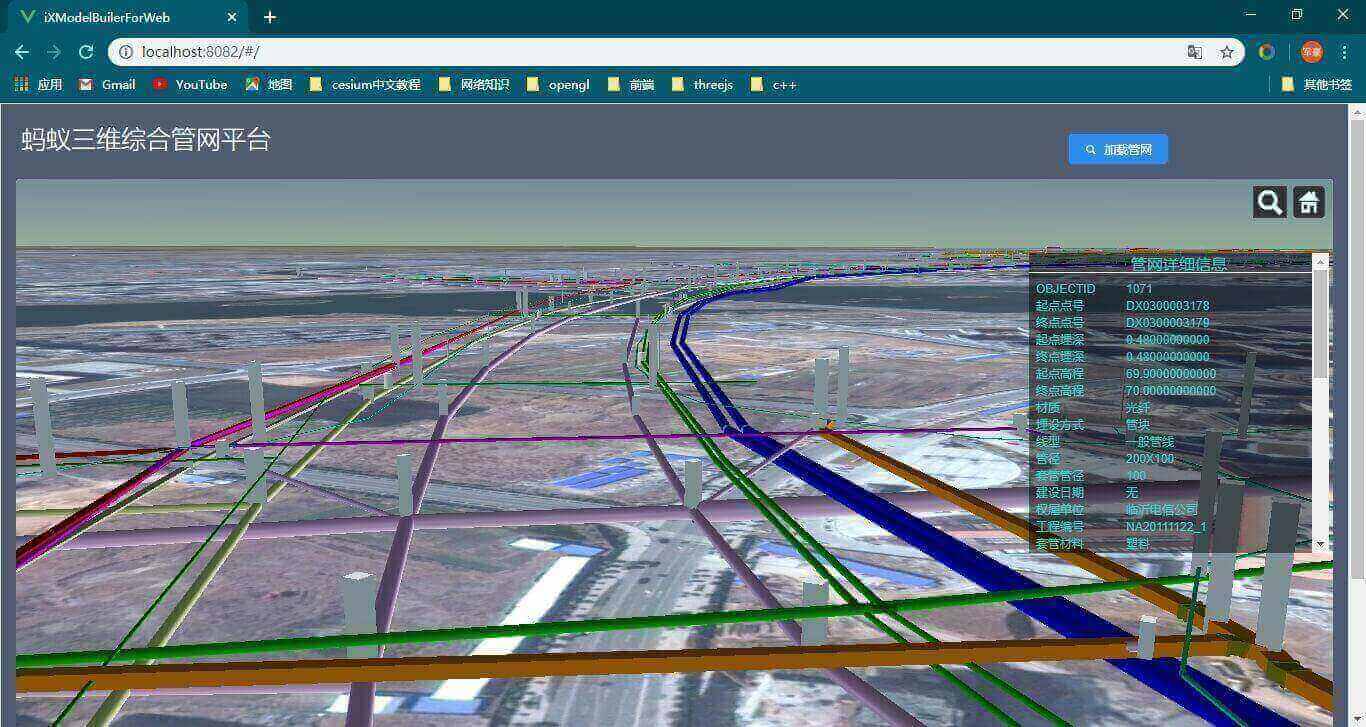 iXModelBuilerForWeb
localhost:8082/#/
应用 Gmail YouTube 地图 cesium中文教程 网络知识 opengl 前端 threejs c++ 其他书签
蚂蚁三维综合管网平台
加载管网
管网详细信息
OBJECTID 1071
起点点号 DX0300003178
终点点号 DX0300003179
起点埋深 0.48000000000
终点埋深 0.48000000000
起点高程 69.90000000000
终点高程 70.00000000000
材质 光纤
埋设方式 管块
线型 一般管线
管径 200X100
套管管径 100
建设日期 无
权属单位 临沂电信公司
工程编号 NA20111122_1
套管材料 塑料